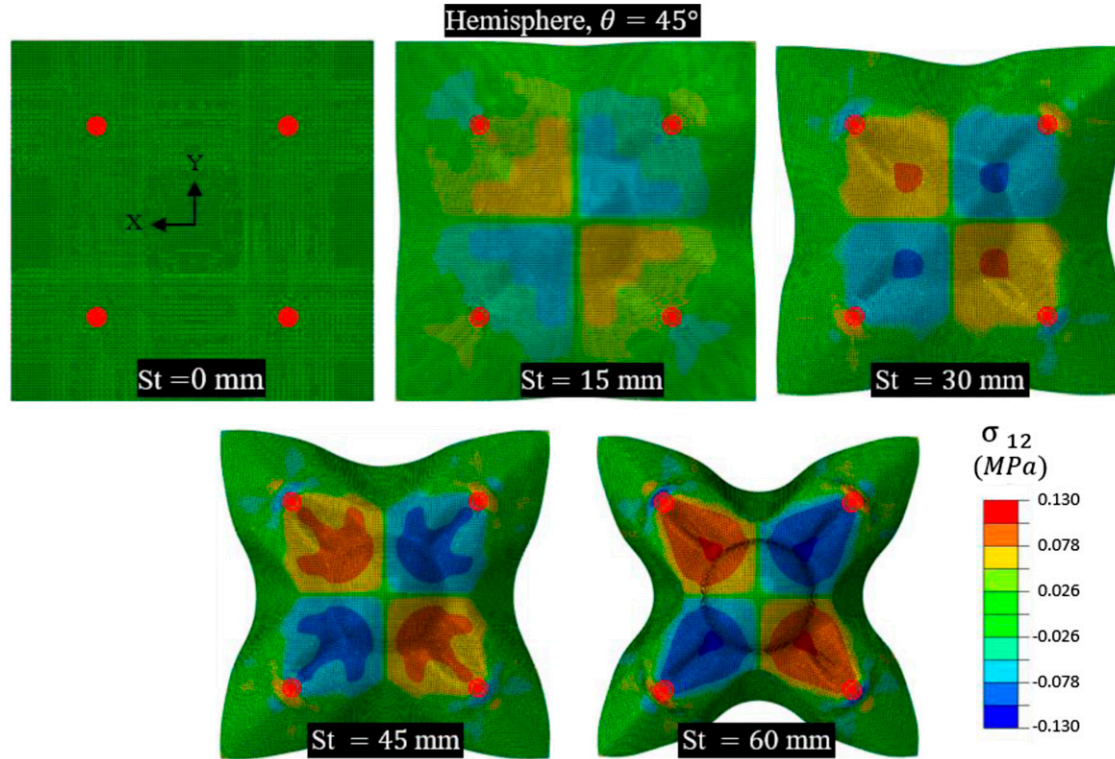 Hemisphere, θ = 45°
Y
X
St =0 mm
St = 15 mm
St = 30 mm
σ 12
(MPa)
0.130
0.078
0.026
-0.026
-0.078
-0.130
St = 45 mm
St = 60 mm